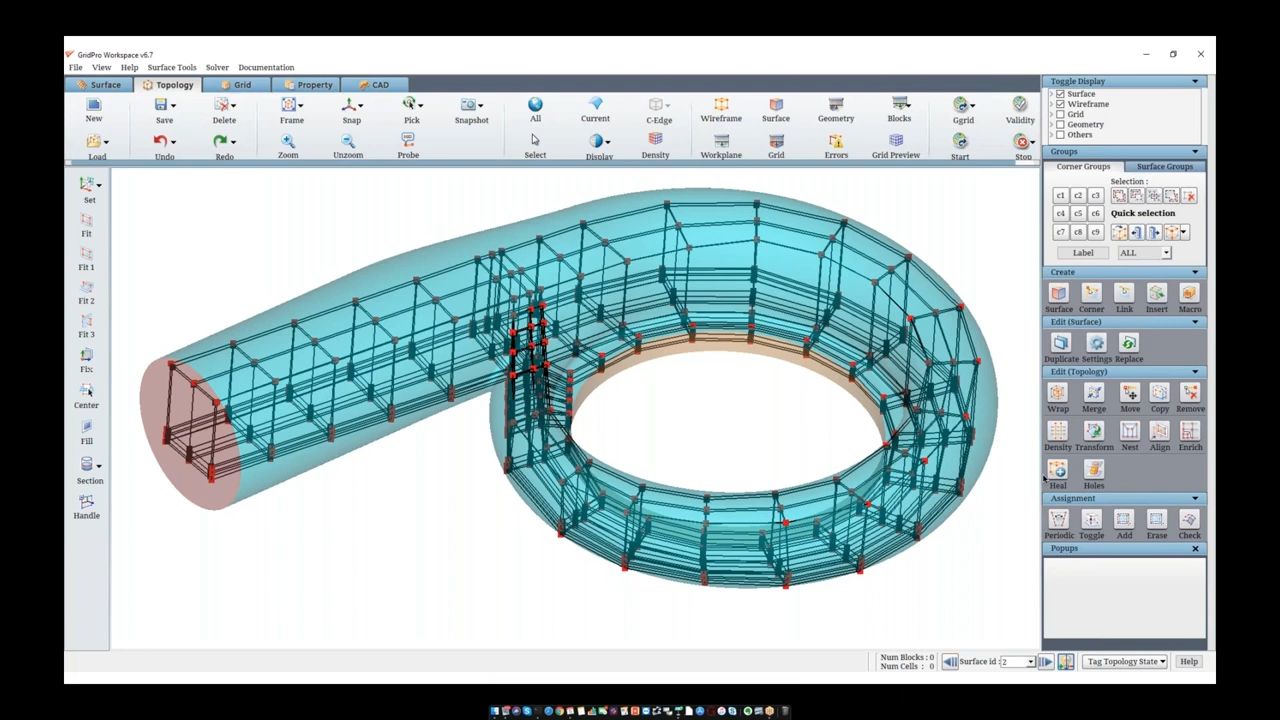 GridPro Workspace v6.7
File View Help Surface Tools Solver Documentation
Surface Topology Grid Property CAD
New Save Delete Frame Snap Pick Snapshot All Current C-Edge Wireframe Surface Geometry Blocks Ggrid Validity
Load Undo Redo Zoom Unzoom Probe Select Display Density Workplane Grid Errors Grid Preview Start Stop
Set
Fit
Fit 1
Fit 2
Fit 3
Fix
Center
Fill
Section
Handle
Toggle Display
Surface
Wireframe
Grid
Geometry
Others
Groups
Corner Groups Surface Groups
Selection :
c1 c2 c3
c4 c5 c6 Quick selection
c7 c8 c9
Label ALL
Create
Surface Corner Link Insert Macro
Edit (Surface)
Duplicate Settings Replace
Edit (Topology)
Wrap Merge Move Copy Remove
Density Transform Nest Align Enrich
Heal Holes
Assignment
Periodic Toggle Add Erase Check
Popups
Num Blocks : 0
Num Cells : 0
Surface id : 2 Tag Topology State Help